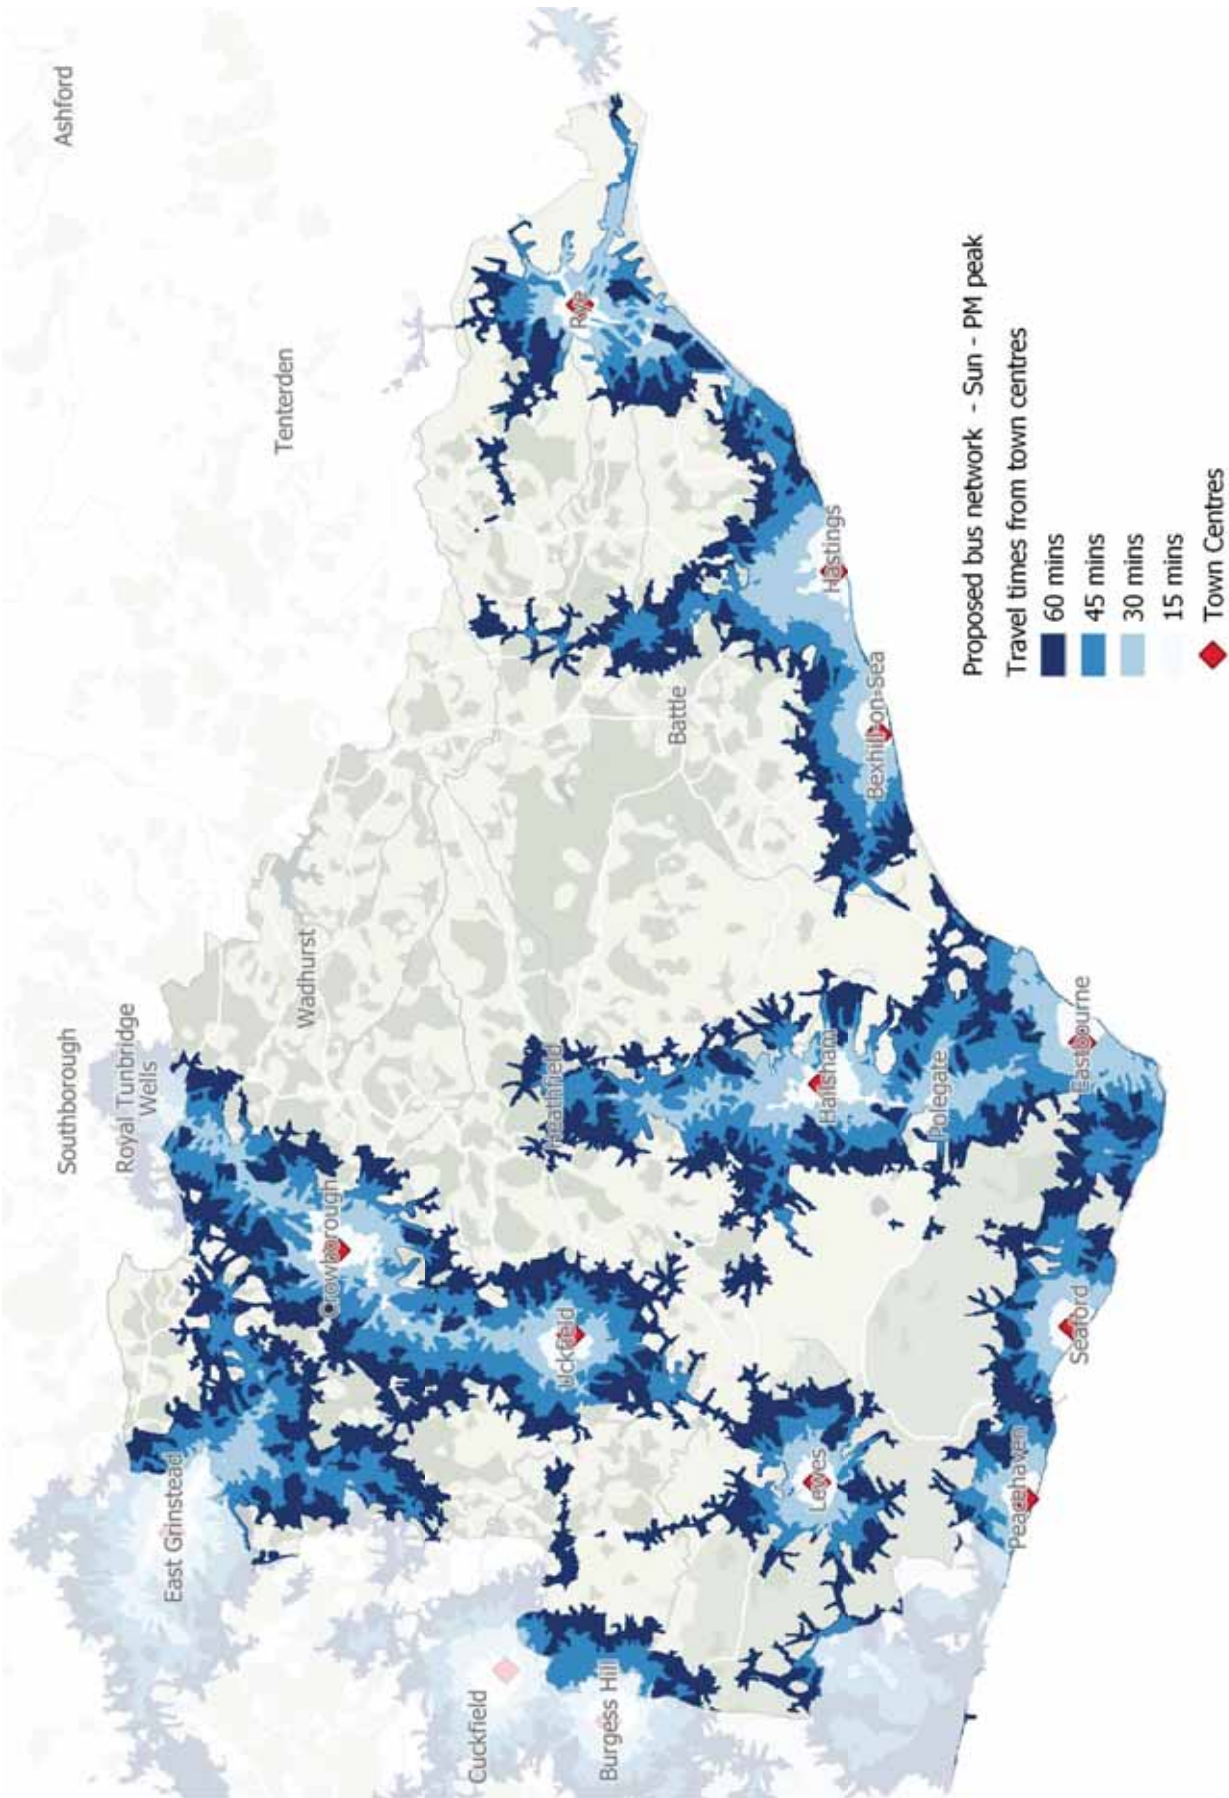 Southborough
Ashford
Royal Tunbridge
Wells
East Grinstead
Tenterden
Wadhurst
Crowborough
Cuckfield
Heathfield
Uckfield
Rye
Burgess Hill
Battle
Lewes
Hailsham
Hastings
Bexhill-on-Sea
Polegate
Peacehaven
Seaford
Eastbourne
Proposed bus network - Sun - PM peak
Travel times from town centres
60 mins
45 mins
30 mins
15 mins
Town Centres